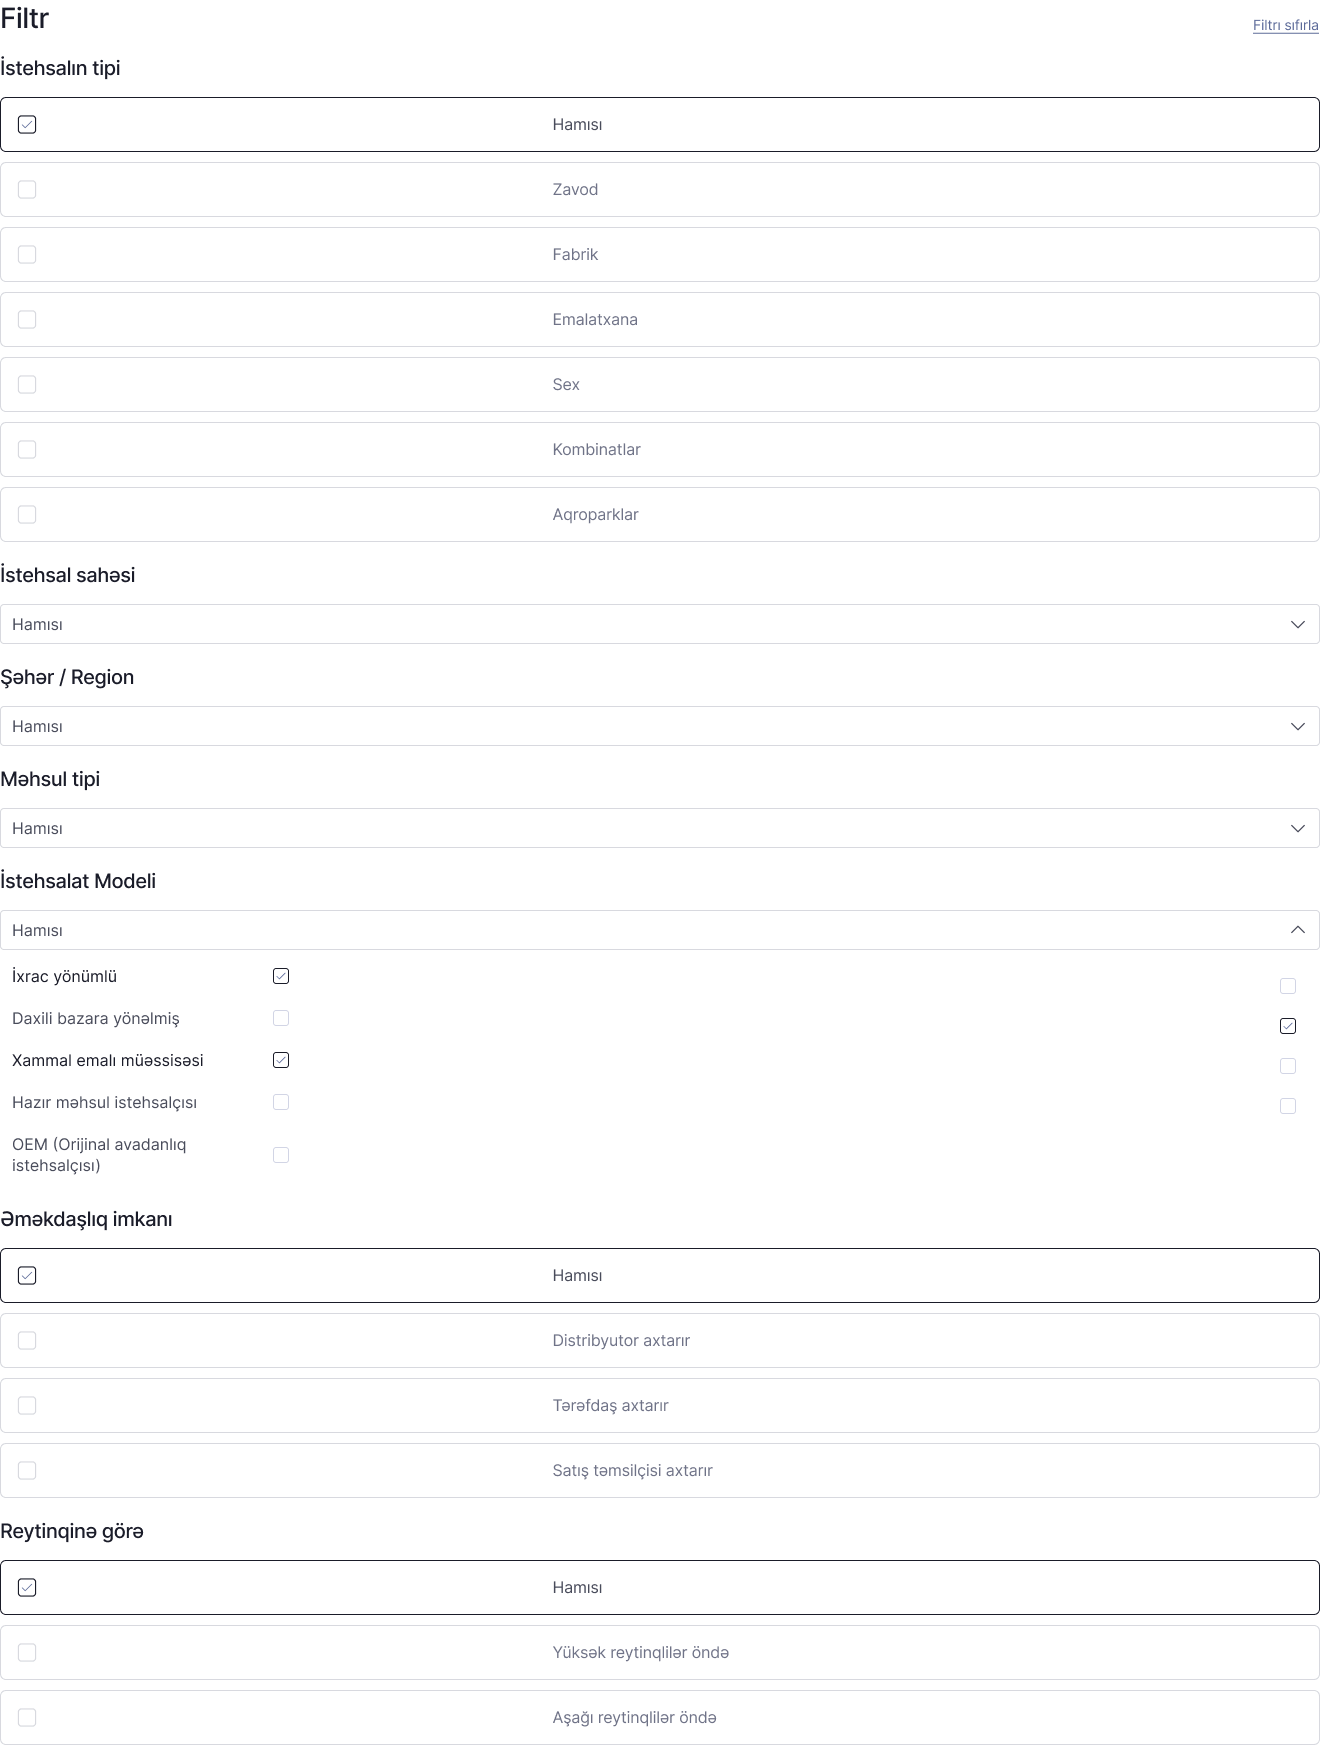 Filtr
Filtrı sıfırla
İstehsalın tipi
Hamısı
Zavod
Fabrik
Emalatxana
Sex
Kombinatlar
Aqroparklar
İstehsal sahəsi
Hamısı
Şəhər / Region
Hamısı
Məhsul tipi
Hamısı
İstehsalat Modeli
Hamısı
İxrac yönümlü
Daxili bazara yönəlmiş
Xammal emalı müəssisəsi
Hazır məhsul istehsalçısı
OEM (Orijinal avadanlıq
istehsalçısı)
Əməkdaşlıq imkanı
Hamısı
Distribyutor axtarır
Tərəfdaş axtarır
Satış təmsilçisi axtarır
Reytinqinə görə
Hamısı
Yüksək reytinqlilər öndə
Aşağı reytinqlilər öndə